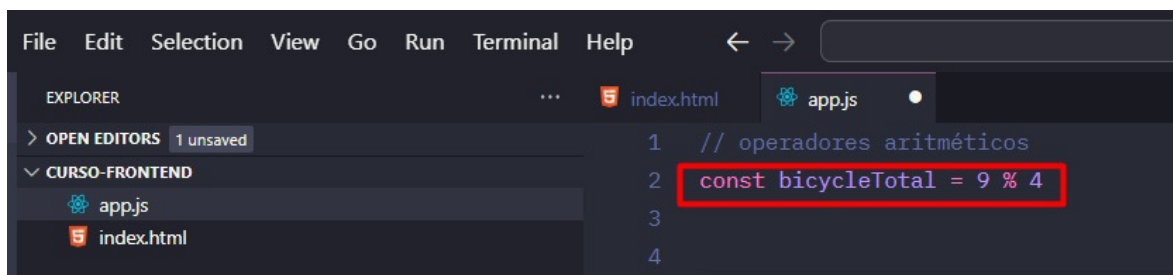 File Edit Selection View Go Run Terminal Help
EXPLORER
OPEN EDITORS 1 unsaved
CURSO-FRONTEND
app.js
index.html
index.html app.js
1 // operadores aritméticos
2 const bicycleTotal = 9 % 4
3
4